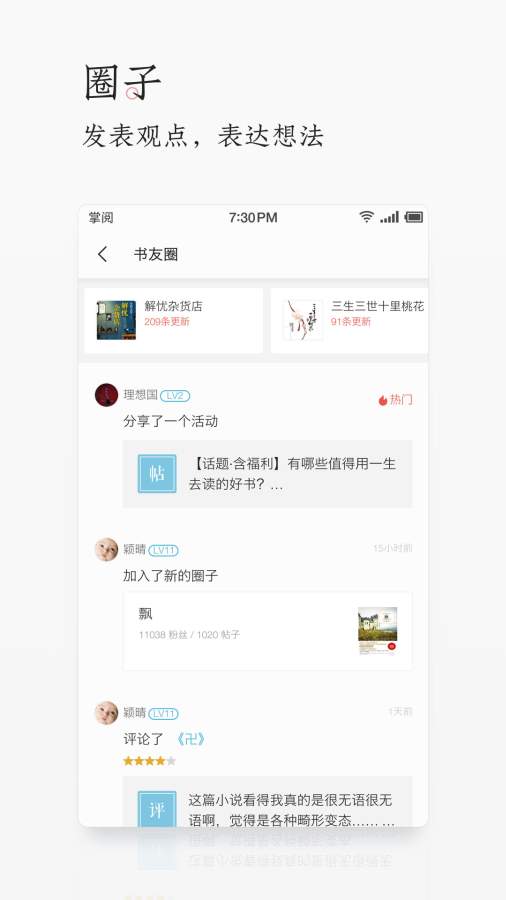 圈子
发表观点，表达想法
掌阅 7:30PM
书友圈
解忧杂货店
209条更新
三生三世十里桃花
91条更新
理想国 LV2
热门
分享了一个活动
帖
【话题·含福利】有哪些值得用一生
去读的好书？...
颖晴 LV11
15小时前
加入了新的圈子
飘
11038 粉丝 / 1020 帖子
颖晴 LV11
1天前
评论了 《卍》
评
这篇小说看得我真的是很无语很无
语啊，觉得是各种畸形变态…… ...